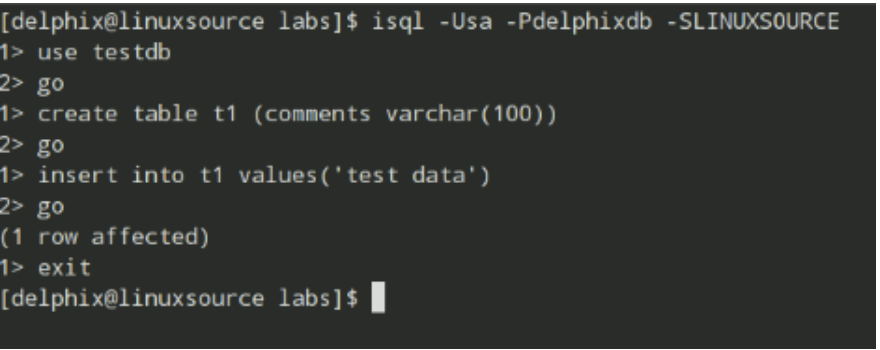 [delphix@linuxsource labs]$ isql -Usa -Pdelphixdb -SLINUXSOURCE
1> use testdb
2> go
1> create table t1 (comments varchar(100))
2> go
1> insert into t1 values('test data')
2> go
(1 row affected)
1> exit
[delphix@linuxsource labs]$